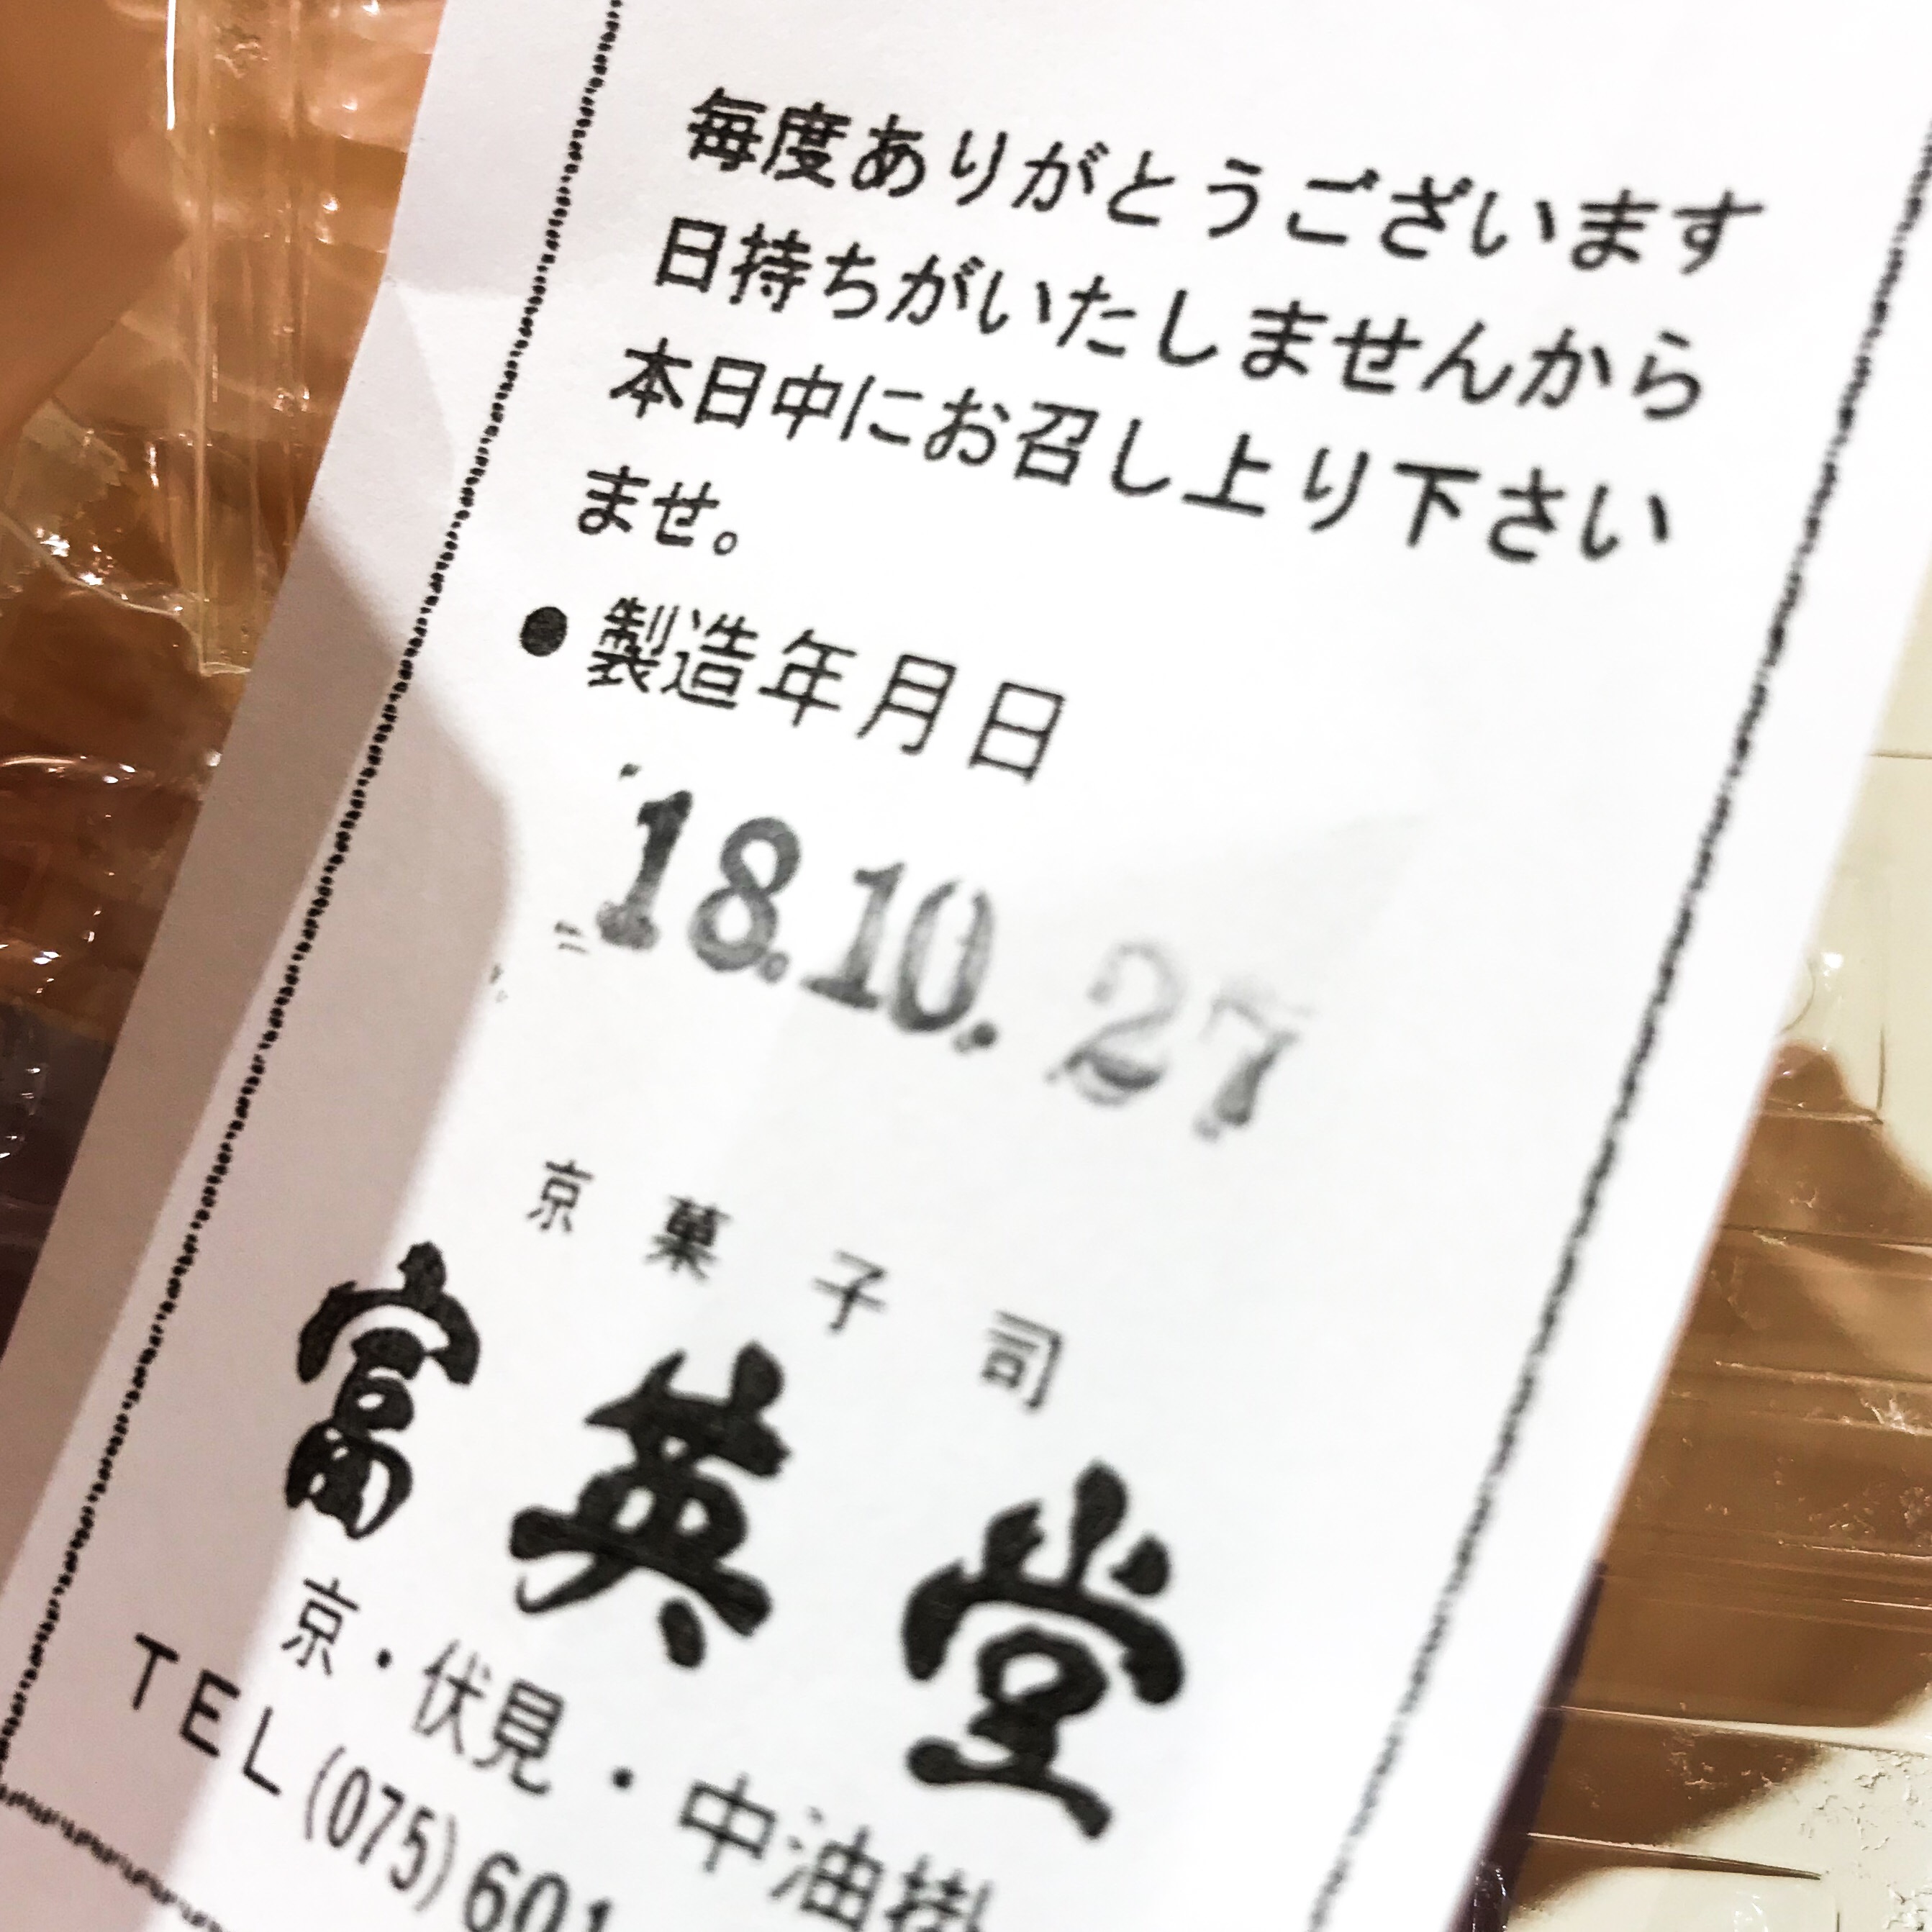 毎度ありがとうございます
日持ちがいたしませんから
本日中にお召し上り下さい
ませ。
●製造年月日
18.10.27
京菓子司
富英堂
京・伏見・中油掛
TEL(075)601